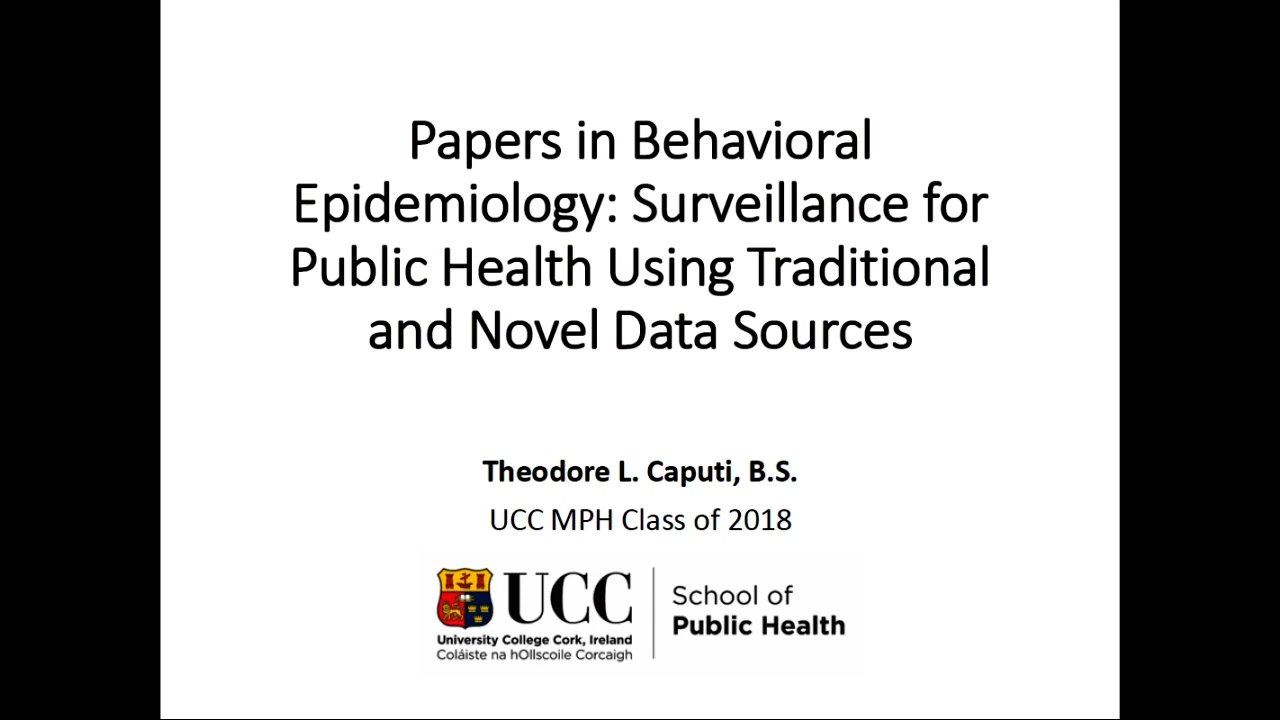 Papers in Behavioral
Epidemiology: Surveillance for
Public Health Using Traditional
and Novel Data Sources
Theodore L. Caputi, B.S.
UCC MPH Class of 2018
UCC
University College Cork, Ireland
Coláiste na hOllscoile Corcaigh
School of
Public Health